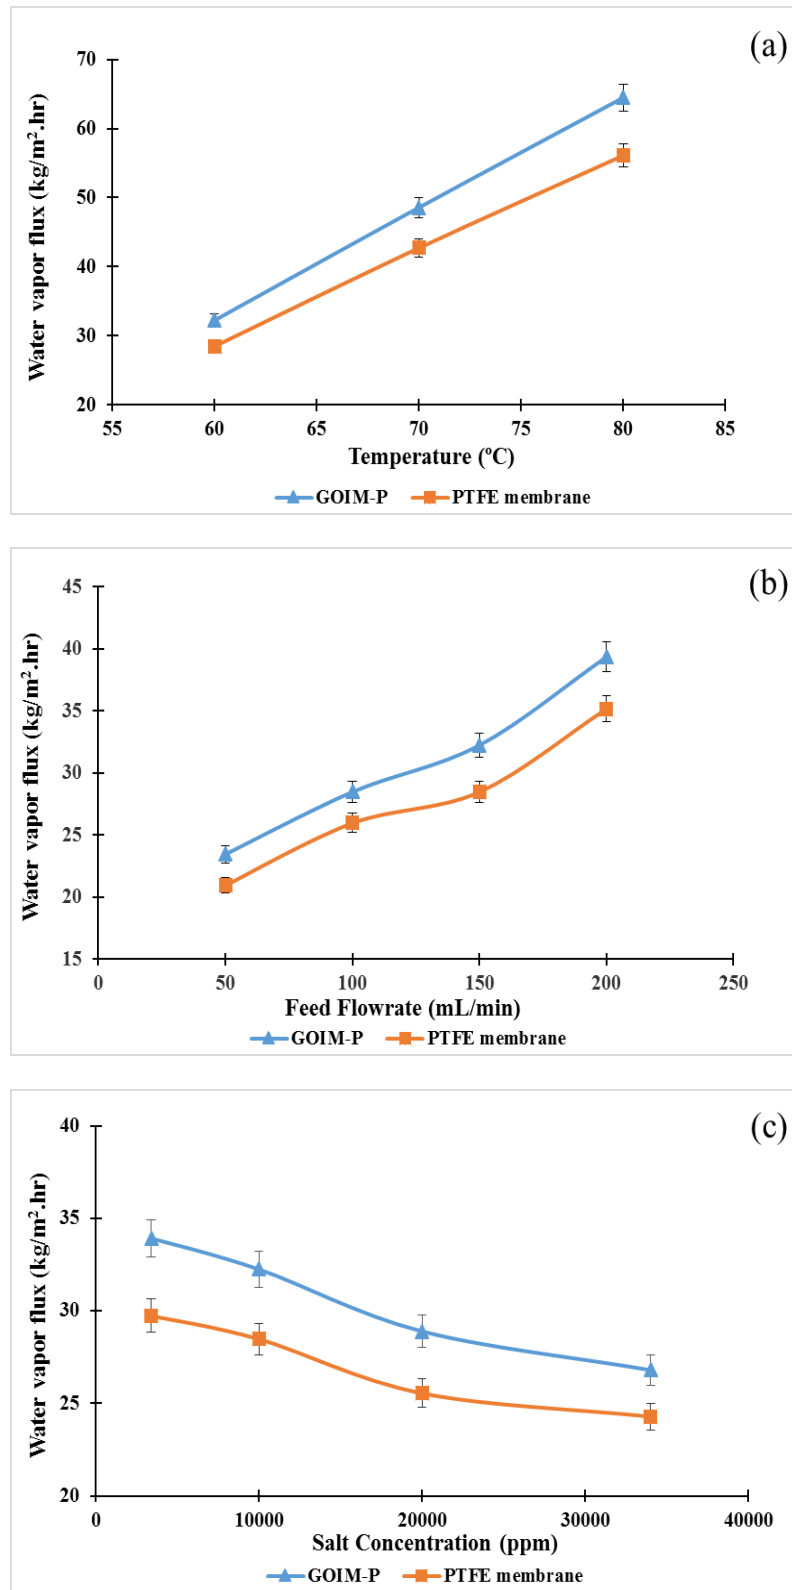 (a)
Water vapor flux (kg/m².hr)
70
60
50
40
30
20
55 60 65 70 75 80 85
Temperature (ºC)
GOIM-P PTFE membrane
(b)
Water vapor flux (kg/m².hr)
45
40
35
30
25
20
15
0 50 100 150 200 250
Feed Flowrate (mL/min)
GOIM-P PTFE membrane
(c)
Water vapor flux (kg/m².hr)
40
35
30
25
20
0 10000 20000 30000 40000
Salt Concentration (ppm)
GOIM-P PTFE membrane